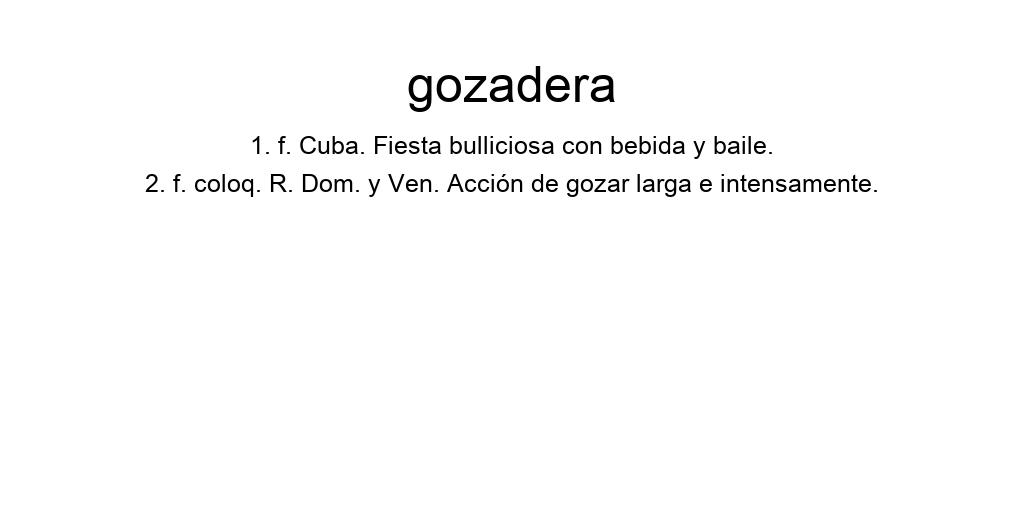 gozadera
1. f. Cuba. Fiesta bulliciosa con bebida y baile.
2. f. coloq. R. Dom. y Ven. Acción de gozar larga e intensamente.